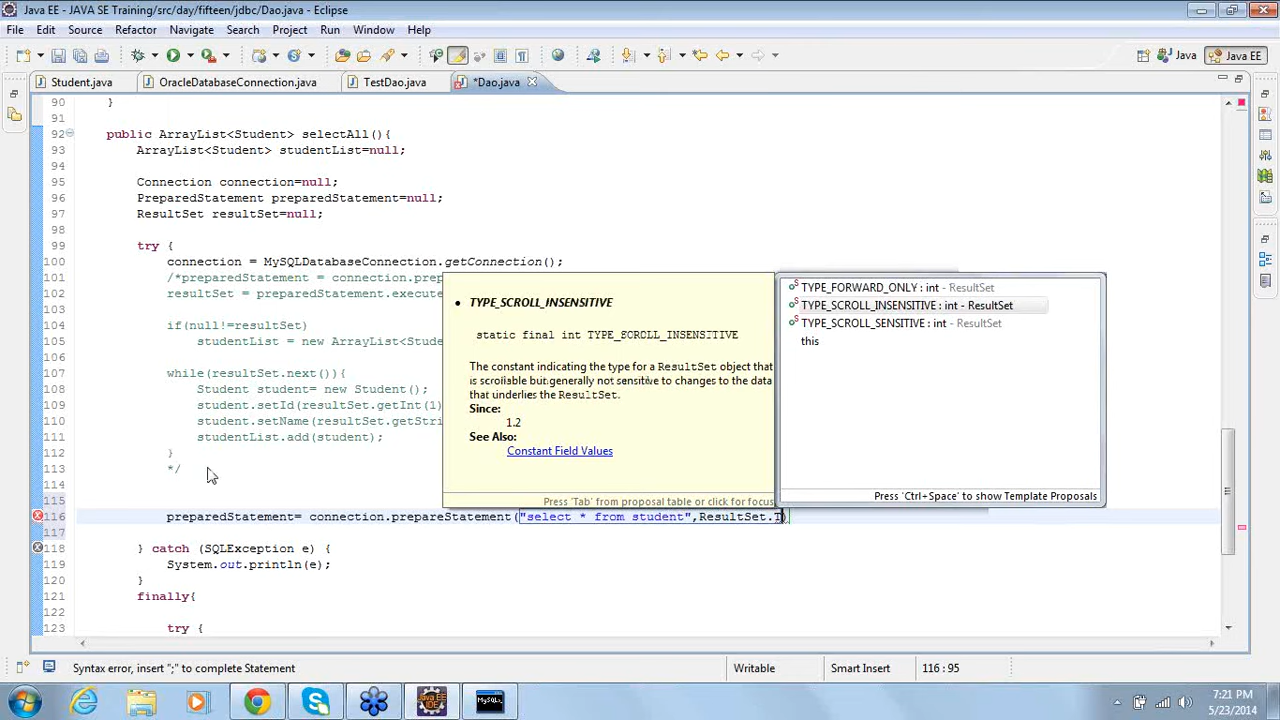 Java EE - JAVA SE Training/src/day/fifteen/jdbc/Dao.java - Eclipse
File Edit Source Refactor Navigate Search Project Run Window Help
Java Java EE
Student.java OracleDatabaseConnection.java TestDao.java *Dao.java
90 }
91
92 public ArrayList<Student> selectAll(){
93 ArrayList<Student> studentList=null;
94
95 Connection connection=null;
96 PreparedStatement preparedStatement=null;
97 ResultSet resultSet=null;
98
99 try {
100 connection = MySQLDatabaseConnection.getConnection();
101 /*preparedStatement = connection.prep
102 resultSet = preparedStatement.execute
103
104 if(null!=resultSet)
105 studentList = new ArrayList<Stude
106
107 while(resultSet.next()){
108 Student student= new Student();
109 student.setId(resultSet.getInt(1)
110 student.setName(resultSet.getStri
111 studentList.add(student);
112 }
113 */
114
115
116 preparedStatement= connection.prepareStatement("select * from student",ResultSet.T)
117
118 } catch (SQLException e) {
119 System.out.println(e);
120 }
121 finally{
122
123 try {
TYPE_SCROLL_INSENSITIVE
static final int TYPE_SCROLL_INSENSITIVE
The constant indicating the type for a ResultSet object that
is scrollable but generally not sensitive to changes to the data
that underlies the ResultSet.
Since:
1.2
See Also:
Constant Field Values
Press 'Tab' from proposal table or click for focus
TYPE_FORWARD_ONLY : int - ResultSet
TYPE_SCROLL_INSENSITIVE : int - ResultSet
TYPE_SCROLL_SENSITIVE : int - ResultSet
this
Press 'Ctrl+Space' to show Template Proposals
Syntax error, insert ";" to complete Statement Writable Smart Insert 116 : 95
7:21 PM
5/23/2014